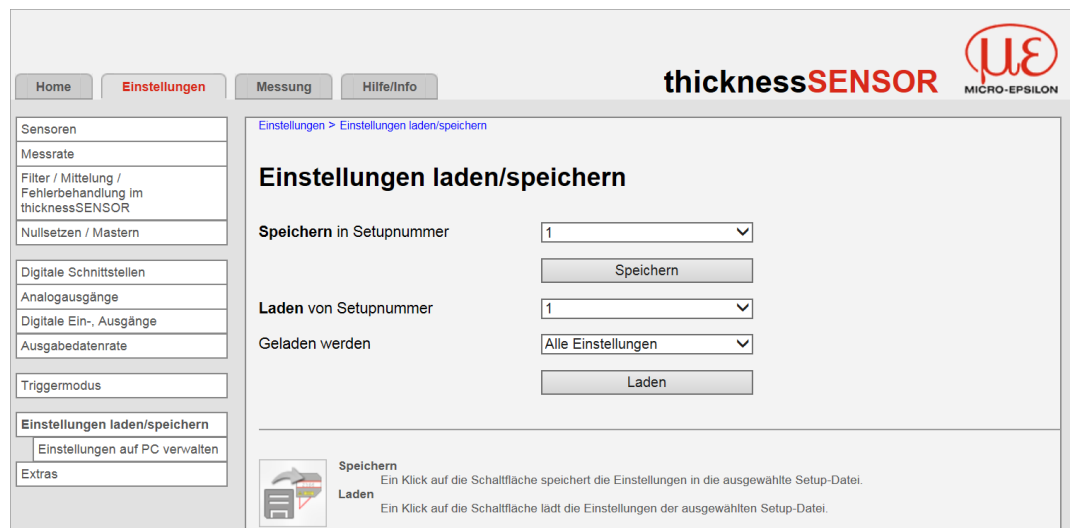 Home
Einstellungen
Messung
Hilfe/Info
thicknessSENSOR
με
MICRO-EPSILON
Sensoren
Messrate
Filter / Mittelung /
Fehlerbehandlung im
thicknessSENSOR
Nullsetzen / Mastern
Digitale Schnittstellen
Analogausgänge
Digitale Ein-, Ausgänge
Ausgabedatenrate
Triggermodus
Einstellungen laden/speichern
Einstellungen auf PC verwalten
Extras
Einstellungen > Einstellungen laden/speichern
Einstellungen laden/speichern
Speichern in Setupnummer
1
Speichern
Laden von Setupnummer
1
Geladen werden
Alle Einstellungen
Laden
Speichern
Ein Klick auf die Schaltfläche speichert die Einstellungen in die ausgewählte Setup-Datei.
Laden
Ein Klick auf die Schaltfläche lädt die Einstellungen der ausgewählten Setup-Datei.